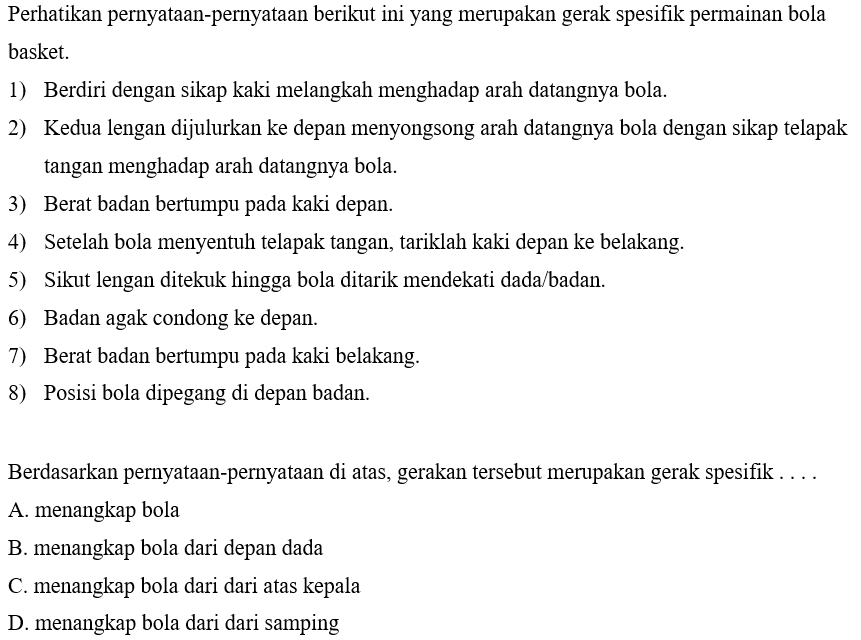 Perhatikan pernyataan-pernyataan berikut ini yang merupakan gerak spesifik permainan bola
basket.
1) Berdiri dengan sikap kaki melangkah menghadap arah datangnya bola.
2) Kedua lengan dijulurkan ke depan menyongsong arah datangnya bola dengan sikap telapak
tangan menghadap arah datangnya bola.
3) Berat badan bertumpu pada kaki depan.
4) Setelah bola menyentuh telapak tangan, tariklah kaki depan ke belakang.
5) Sikut lengan ditekuk hingga bola ditarik mendekati dada/badan.
6) Badan agak condong ke depan.
7) Berat badan bertumpu pada kaki belakang.
8) Posisi bola dipegang di depan badan.
Berdasarkan pernyataan-pernyataan di atas, gerakan tersebut merupakan gerak spesifik . . . .
A. menangkap bola
B. menangkap bola dari depan dada
C. menangkap bola dari dari atas kepala
D. menangkap bola dari dari samping